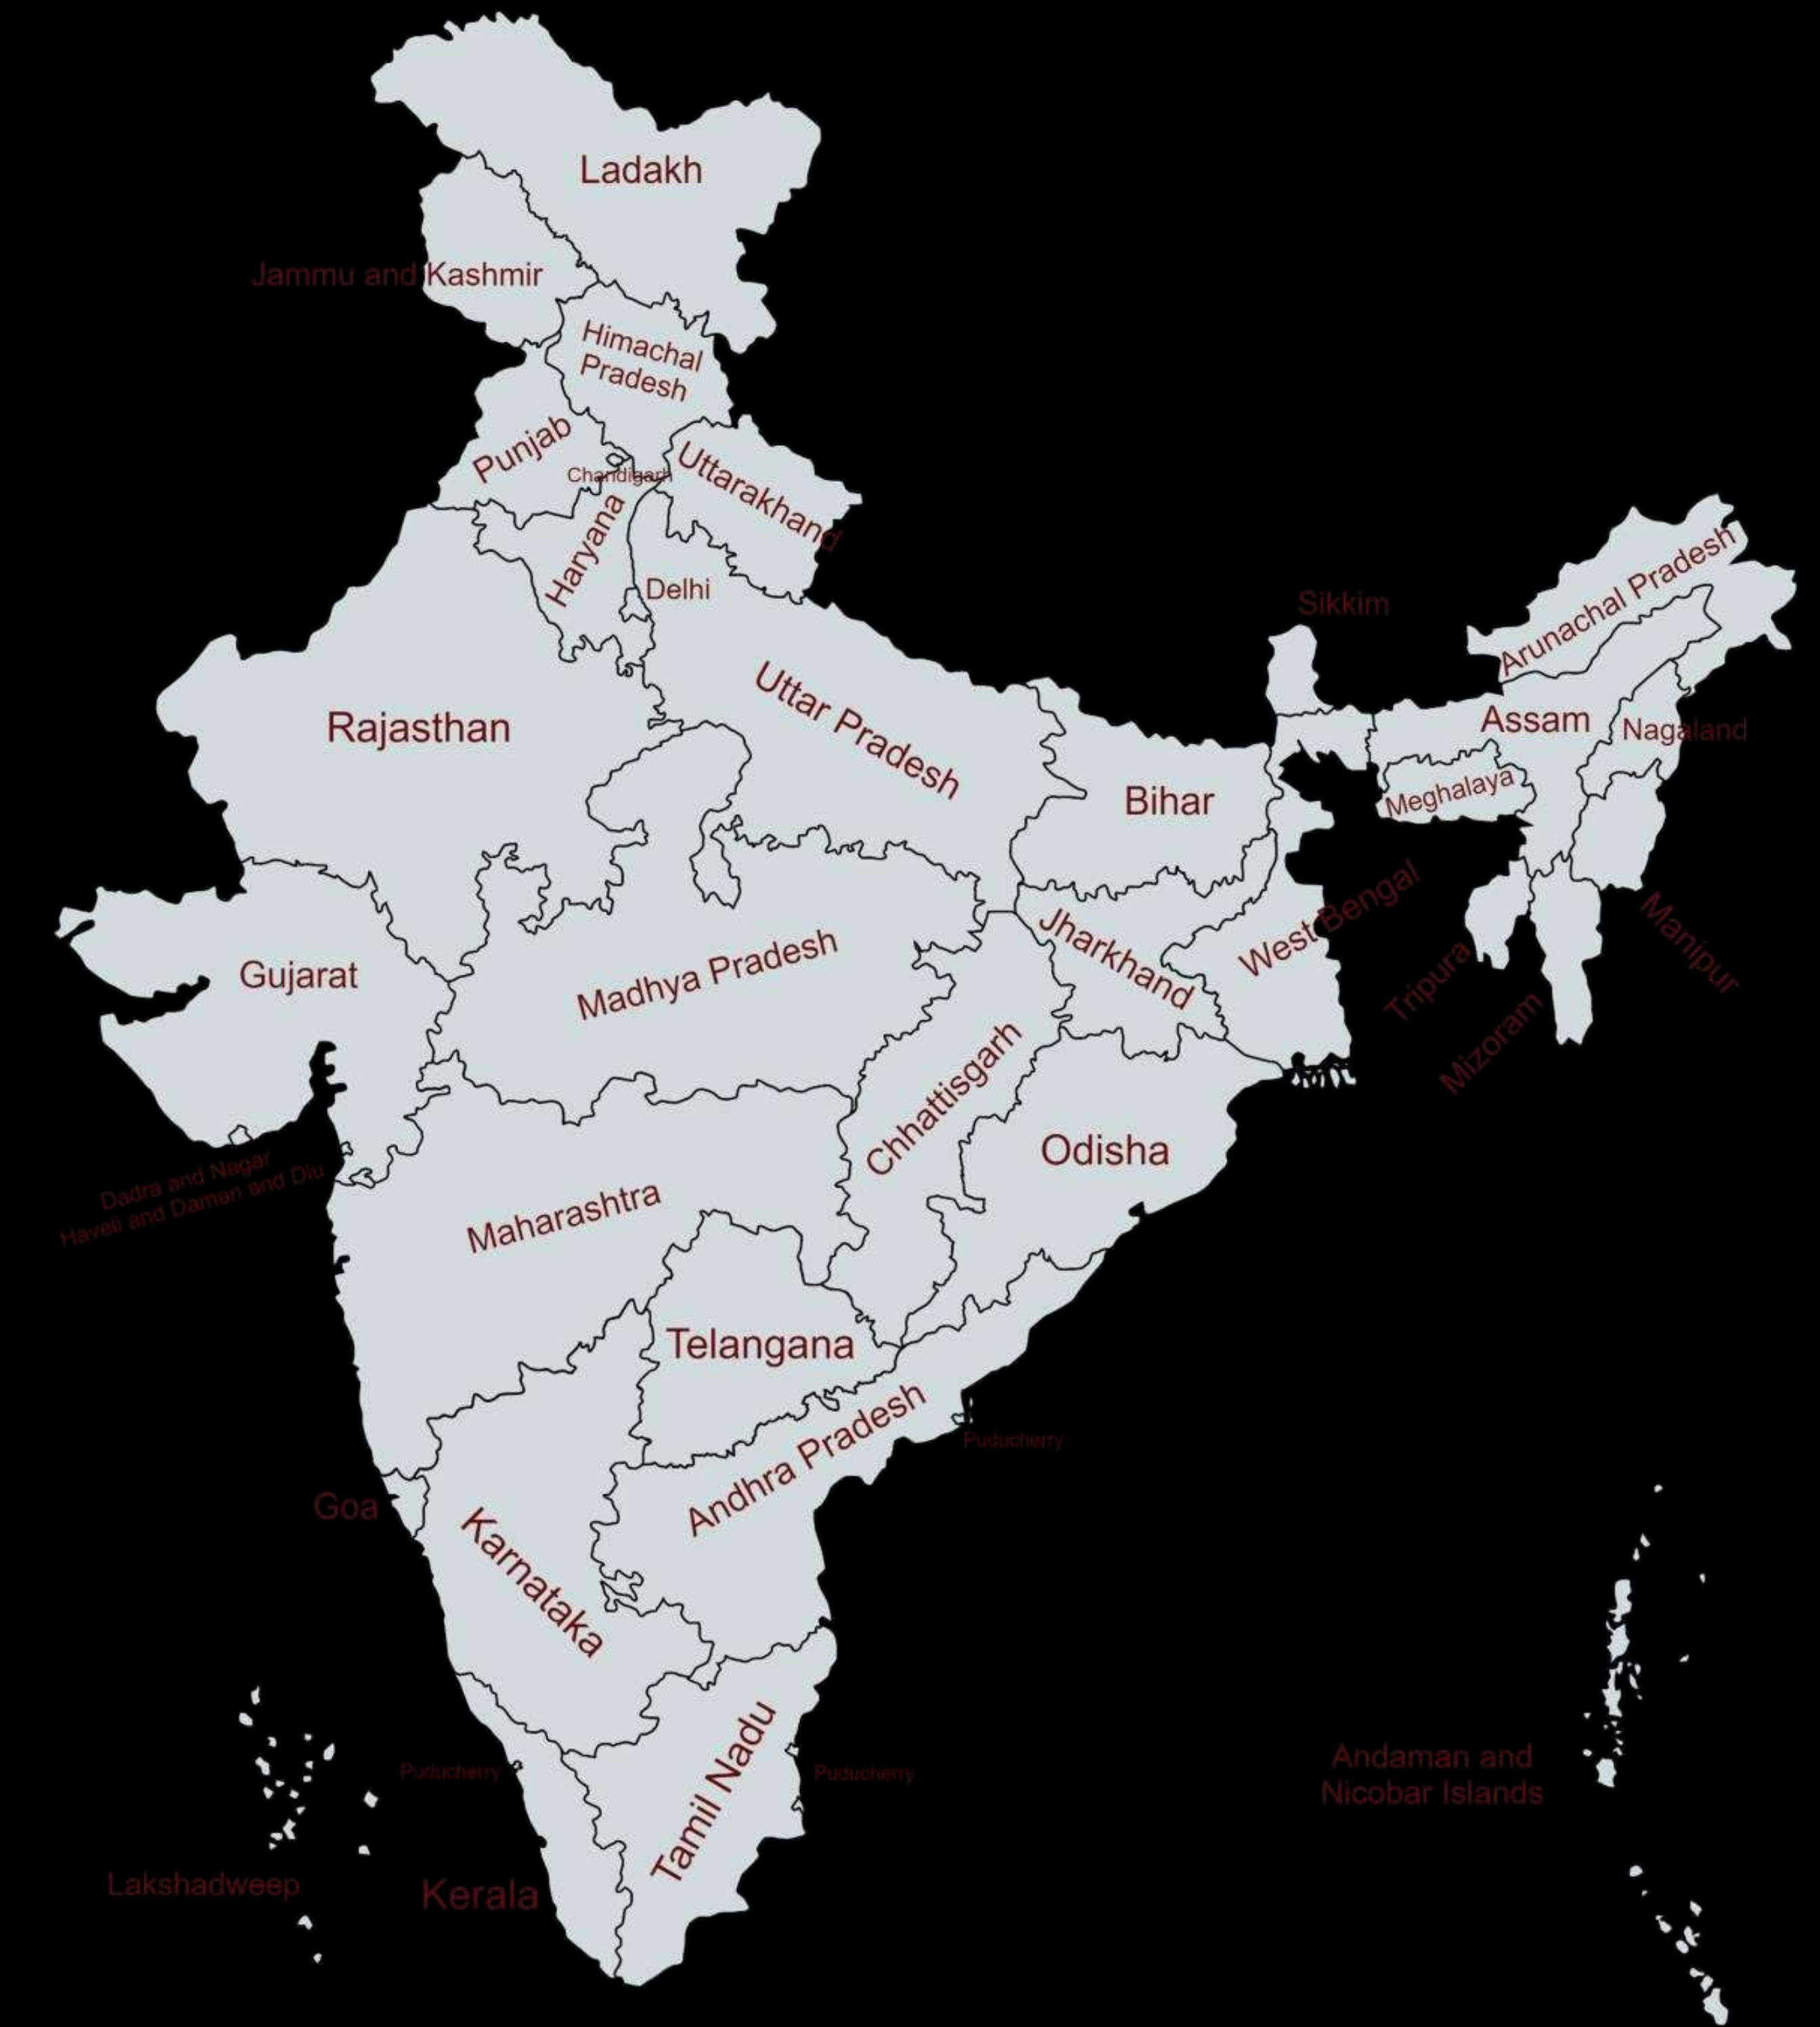 Ladakh
Jammu and Kashmir
Himachal
Pradesh
Punjab
Chandigarh
Uttarakhand
Haryana
Delhi
Arunachal Pradesh
Sikkim
Rajasthan
Uttar Pradesh
Assam
Nagaland
Bihar
Meghalaya
West Bengal
Manipur
Jharkhand
Tripura
Mizoram
Gujarat
Madhya Pradesh
Chhattisgarh
Odisha
Dadra and Nagar
Haveli and Daman and Diu
Maharashtra
Telangana
Andhra Pradesh
Puducherry
Goa
Karnataka
Puducherry
Puducherry
Tamil Nadu
Andaman and
Nicobar Islands
Lakshadweep
Kerala